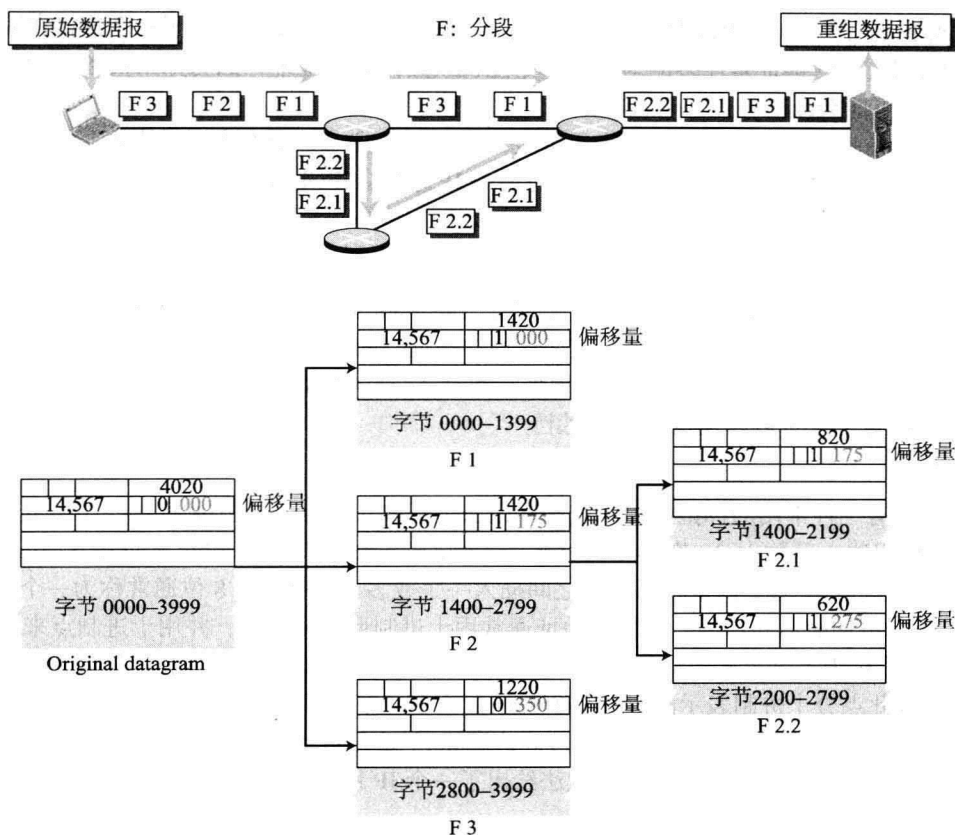 原始数据报
F: 分段
重组数据报
F 3
F 2
F 1
F 3
F 1
F 2.2
F 2.1
F 3
F 1
F 2.2
F 2.1
F 2.1
F 2.2
1420
14,567
1
000
偏移量
字节 0000–1399
F 1
4020
14,567
0
000
偏移量
字节 0000–3999
Original datagram
1420
14,567
1
175
偏移量
字节 1400–2799
F 2
820
14,567
1
175
偏移量
字节1400–2199
F 2.1
620
14,567
1
275
偏移量
字节2200–2799
F 2.2
1220
14,567
0
350
偏移量
字节2800–3999
F 3